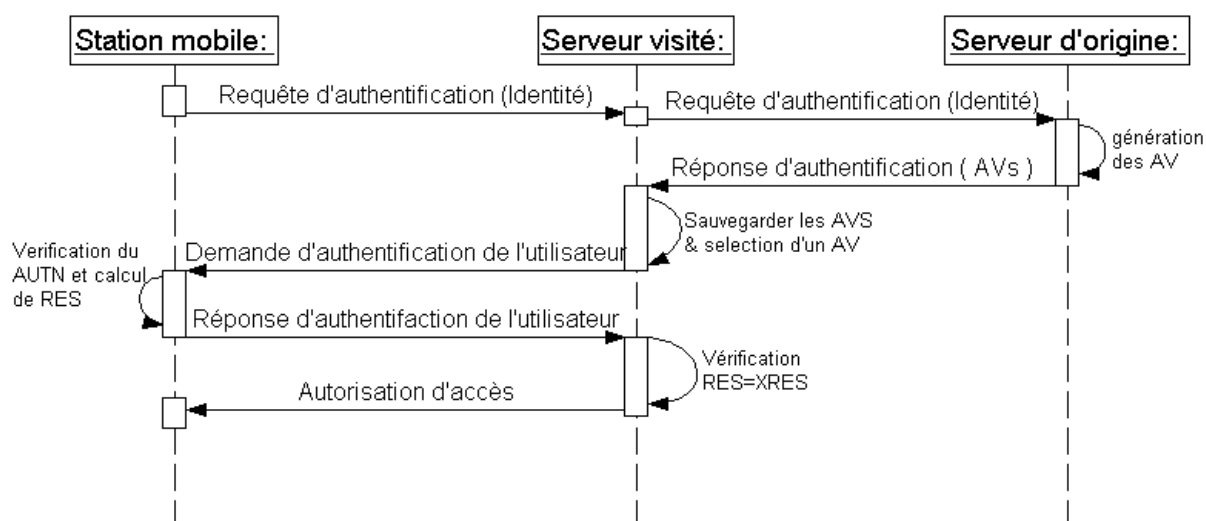 Station mobile:
Serveur visité:
Serveur d'origine:
Requête d'authentification (Identité)
Requête d'authentification (Identité)
génération
des AV
Réponse d'authentification ( AVs )
Sauvegarder les AVS
& selection d'un AV
Demande d'authentification de l'utilisateur
Verification du
AUTN et calcul
de RES
Réponse d'authentifaction de l'utilisateur
Vérification
RES=XRES
Autorisation d'accès